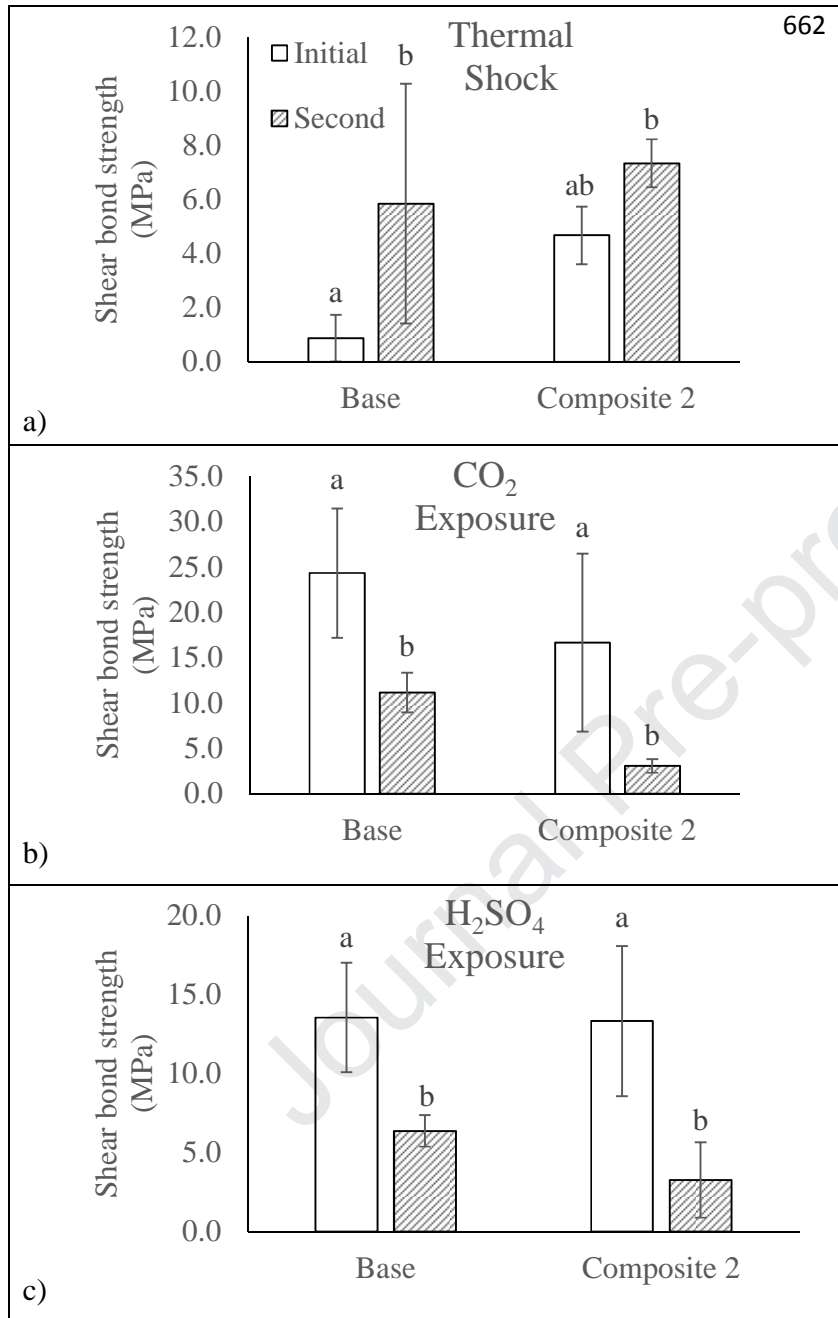 662
Thermal
Shock
Initial
Second
Shear bond strength
(MPa)
12.0
10.0
8.0
6.0
4.0
2.0
0.0
a
b
ab
b
Base
Composite 2
a)
CO₂
Exposure
Shear bond strength
(MPa)
35.0
30.0
25.0
20.0
15.0
10.0
5.0
0.0
a
b
a
b
Base
Composite 2
b)
H₂SO₄
Exposure
Shear bond strength
(MPa)
20.0
15.0
10.0
5.0
0.0
a
b
a
b
Base
Composite 2
c)
Journal Pre-pr